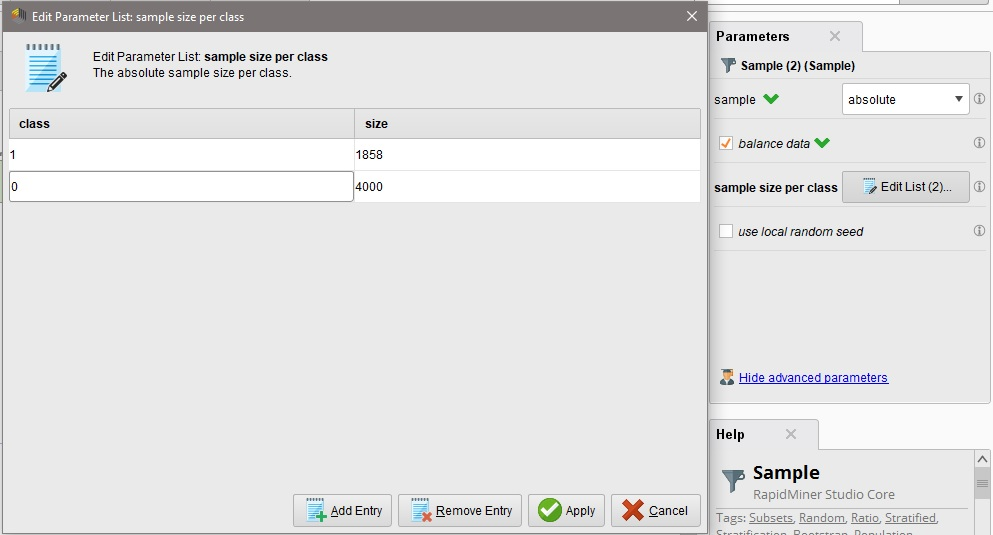 Edit Parameter List: sample size per class
Edit Parameter List: sample size per class
The absolute sample size per class.
class size
1 1858
0 4000
Add Entry Remove Entry Apply Cancel
Parameters
Sample (2) (Sample)
sample absolute
balance data
sample size per class Edit List (2)...
use local random seed
Hide advanced parameters
Help
Sample
RapidMiner Studio Core
Tags: Subsets, Random, Ratio, Stratified,
Stratification, Bootstrap, Population